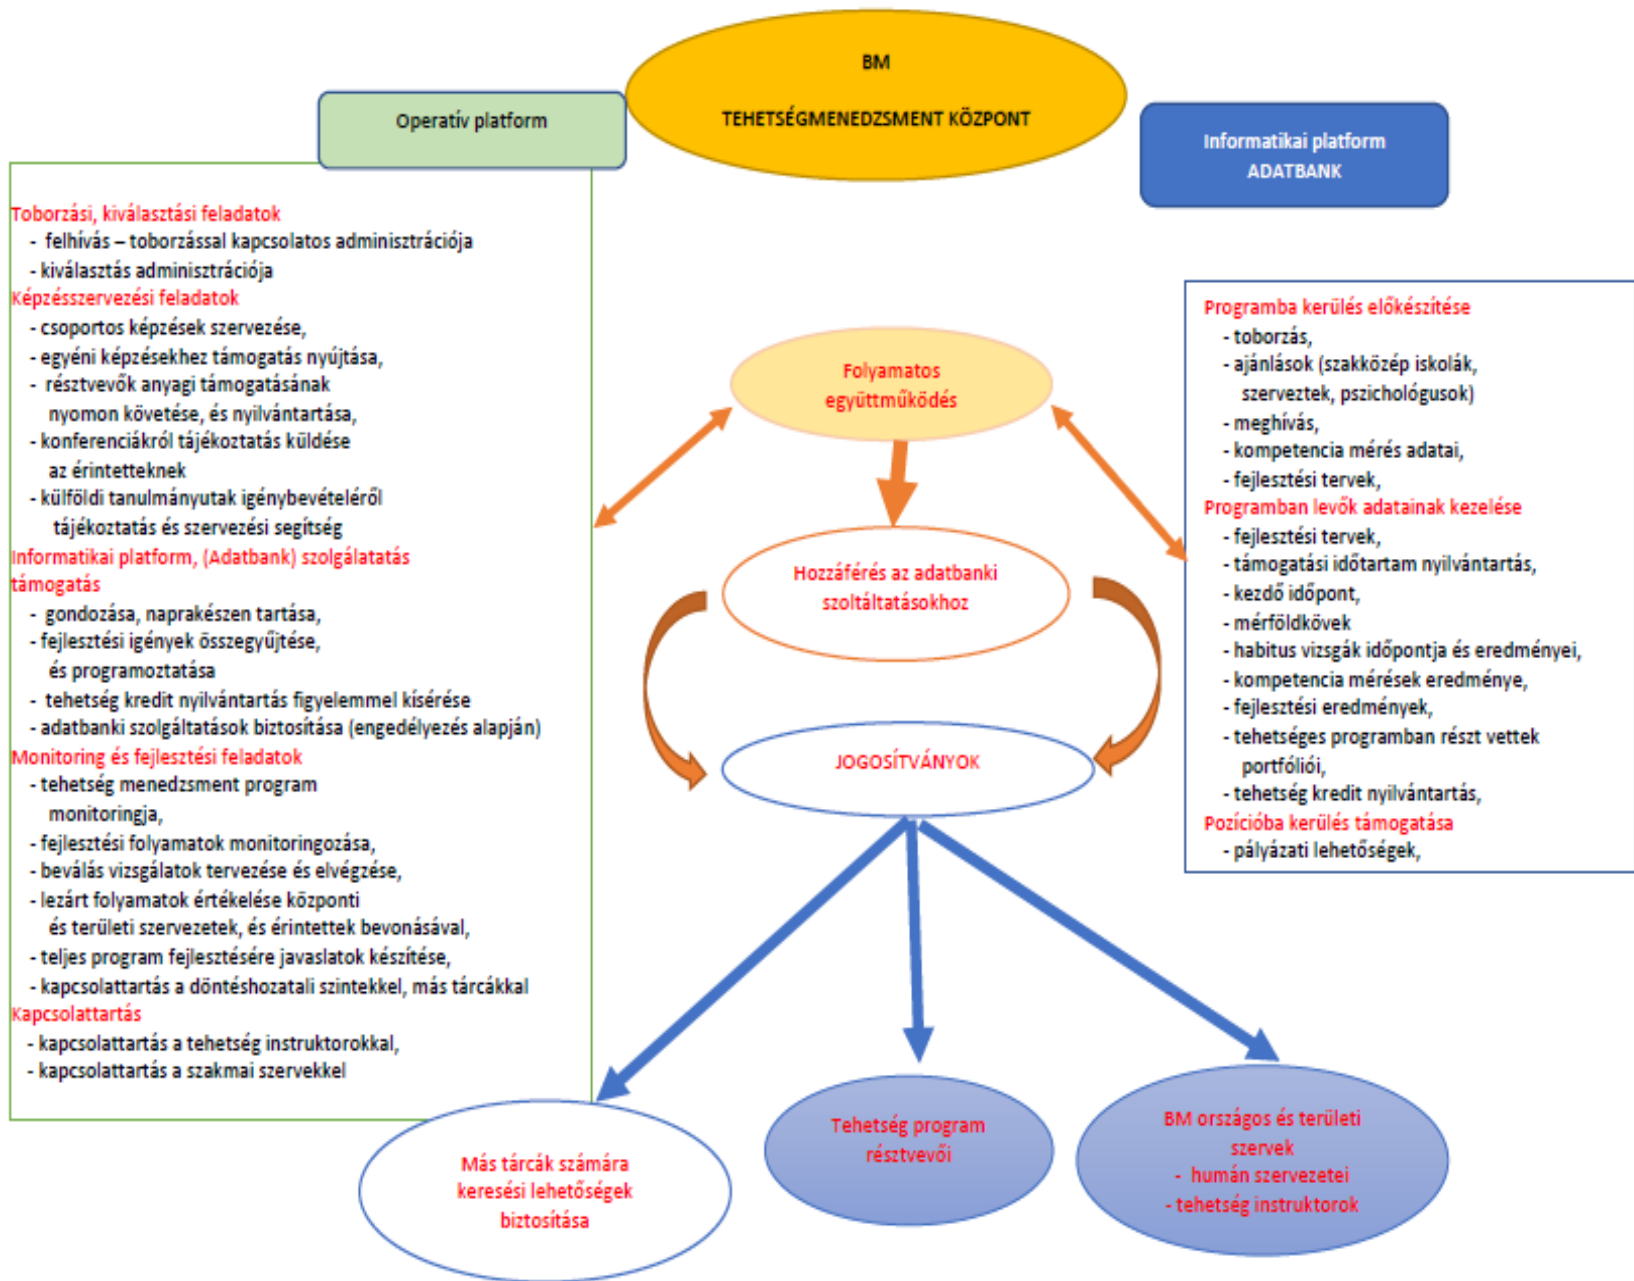 BM
TEHETSÉGMENEDZSMENT KÖZPONT
Operatív platform
Informatikai platform
ADATBANK
Toborzási, kiválasztási feladatok
- felhívás – toborzással kapcsolatos adminisztrációja
- kiválasztás adminisztrációja
Képzésszervezési feladatok
- csoportos képzések szervezése,
- egyéni képzésekhez támogatás nyújtása,
- résztvevők anyagi támogatásának
nyomon követése, és nyilvántartása,
- konferenciákról tájékoztatás küldése
az érintetteknek
- külföldi tanulmányutak igénybevételéről
tájékoztatás és szervezési segítség
Informatikai platform, (Adatbank) szolgálatatás
támogatás
- gondozása, naprakészen tartása,
- fejlesztési igények összegyűjtése,
és programoztatása
- tehetség kredit nyilvántartás figyelemmel kísérése
- adatbanki szolgáltatások biztosítása (engedélyezés alapján)
Monitoring és fejlesztési feladatok
- tehetség menedzsment program
monitoringja,
- fejlesztési folyamatok monitoringozása,
- beválás vizsgálatok tervezése és elvégzése,
- lezárt folyamatok értékelése központi
és területi szervezetek, és érintettek bevonásával,
- teljes program fejlesztésére javaslatok készítése,
- kapcsolattartás a döntéshozatali szintekkel, más tárcákkal
Kapcsolattartás
- kapcsolattartás a tehetség instruktorokkal,
- kapcsolattartás a szakmai szervekkel
Folyamatos
együttműködés
Hozzáférés az adatbanki
szoltáltatásokhoz
JOGOSÍTVÁNYOK
Programba kerülés előkészítése
- toborzás,
- ajánlások (szakközép iskolák,
szerveztek, pszichológusok)
- meghívás,
- kompetencia mérés adatai,
- fejlesztési tervek,
Programban levők adatainak kezelése
- fejlesztési tervek,
- támogatási időtartam nyilvántartás,
- kezdő időpont,
- mérföldkövek
- habitus vizsgák időpontja és eredményei,
- kompetencia mérések eredménye,
- fejlesztési eredmények,
- tehetséges programban részt vettek
portfóliói,
- tehetség kredit nyilvántartás,
Pozícióba kerülés támogatása
- pályázati lehetőségek,
Más tárcák számára
keresési lehetőségek
biztosítása
Tehetség program
résztvevői
BM országos és területi
szervek
- humán szervezetei
- tehetség instruktorok